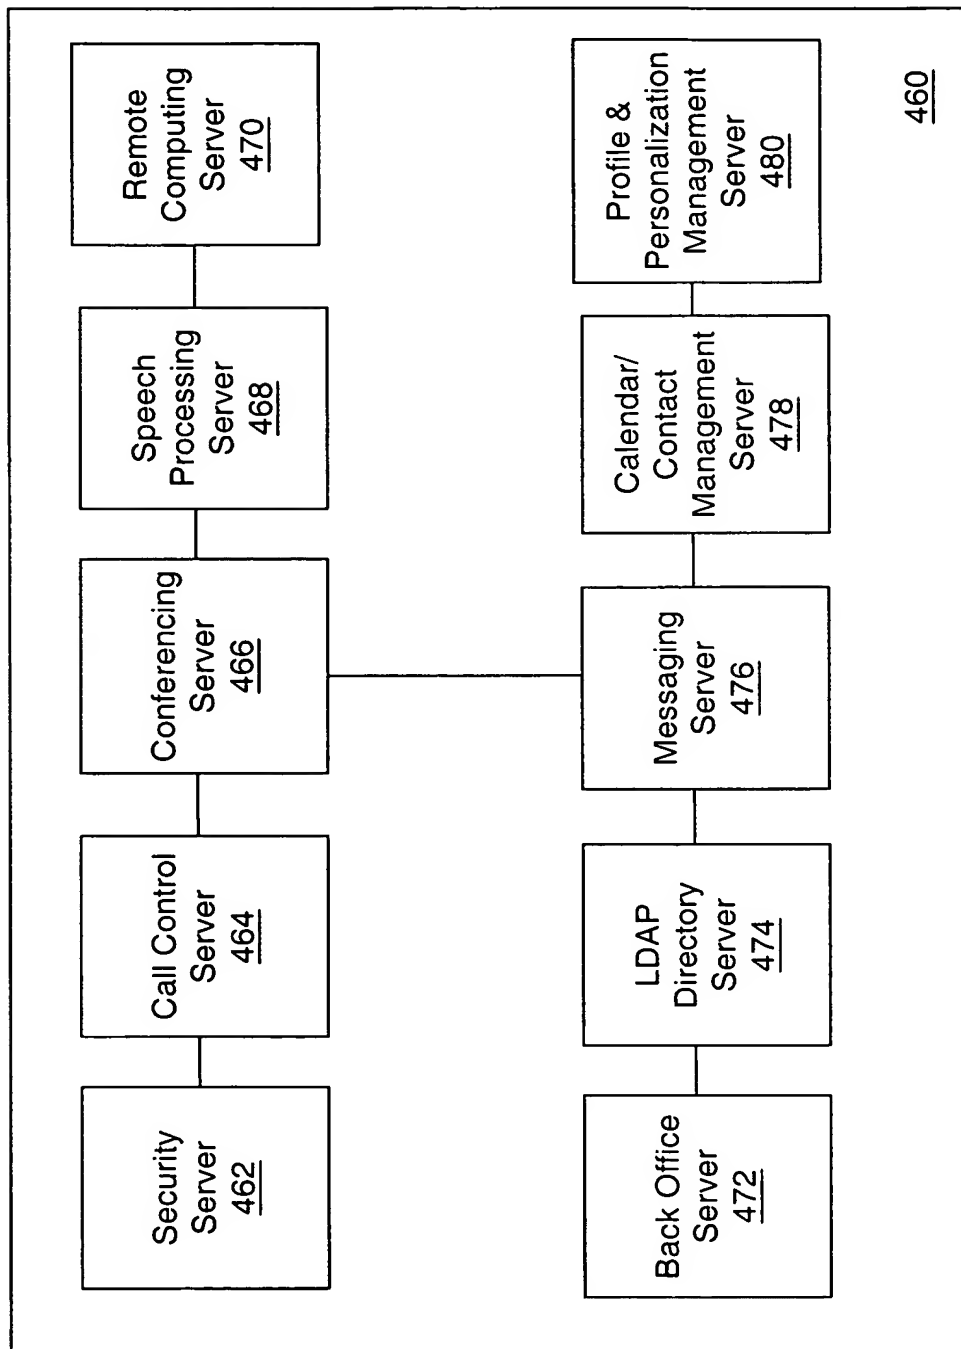 Security
Server
462
Call Control
Server
464
Conferencing
Server
466
Speech
Processing
Server
468
Remote
Computing
Server
470
Back Office
Server
472
LDAP
Directory
Server
474
Messaging
Server
476
Calendar/
Contact
Management
Server
478
Profile &
Personalization
Management
Server
480
460